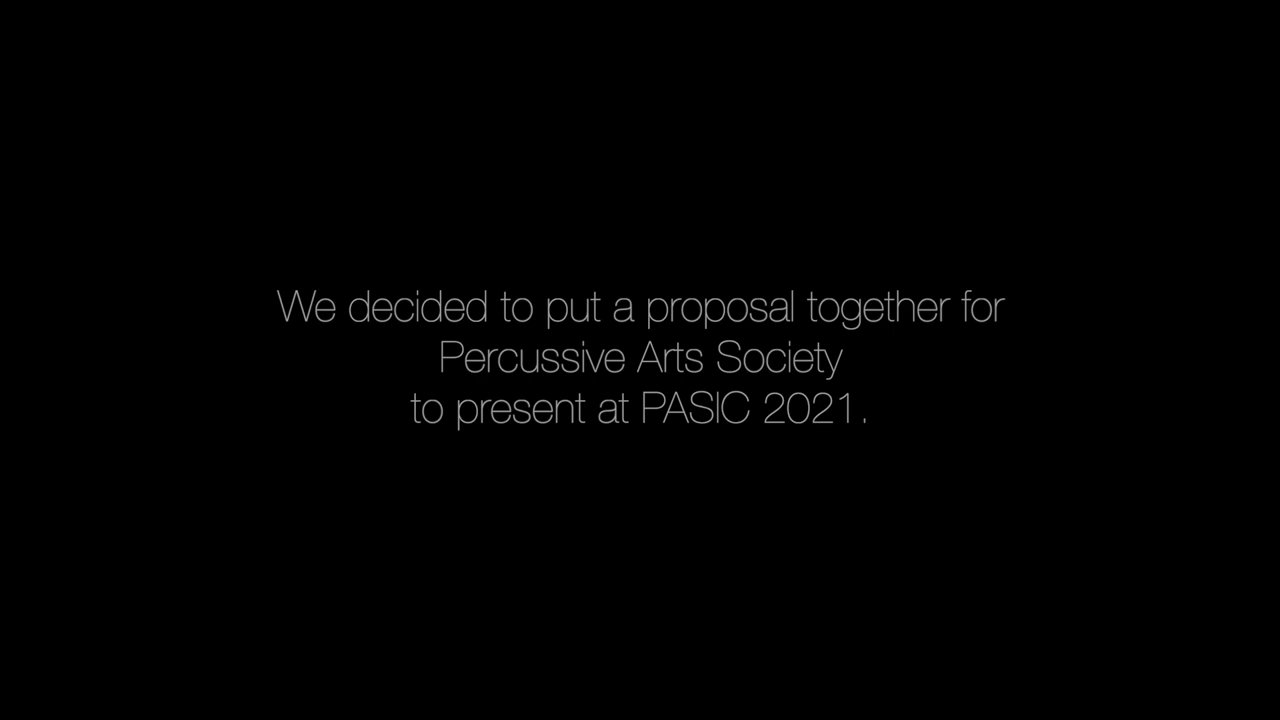 We decided to put a proposal together for
Percussive Arts Society
to present at PASIC 2021.